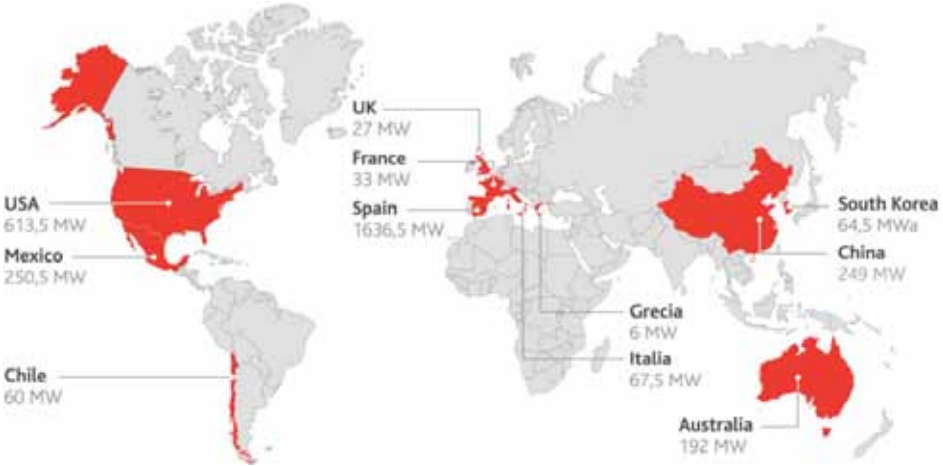 UK
27 MW
France
33 MW
USA
613,5 MW
Spain
1636,5 MW
South Korea
64,5 MWa
Mexico
250,5 MW
China
249 MW
Grecia
6 MW
Italia
67,5 MW
Chile
60 MW
Australia
192 MW